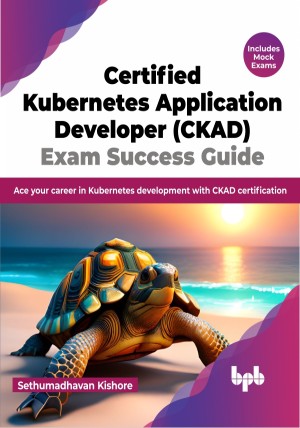 Includes
Mock
Exams
Certified
Kubernetes Application
Developer (CKAD)
Exam Success Guide
Ace your career in Kubernetes development with CKAD certification
Sethumadhavan Kishore
bpb